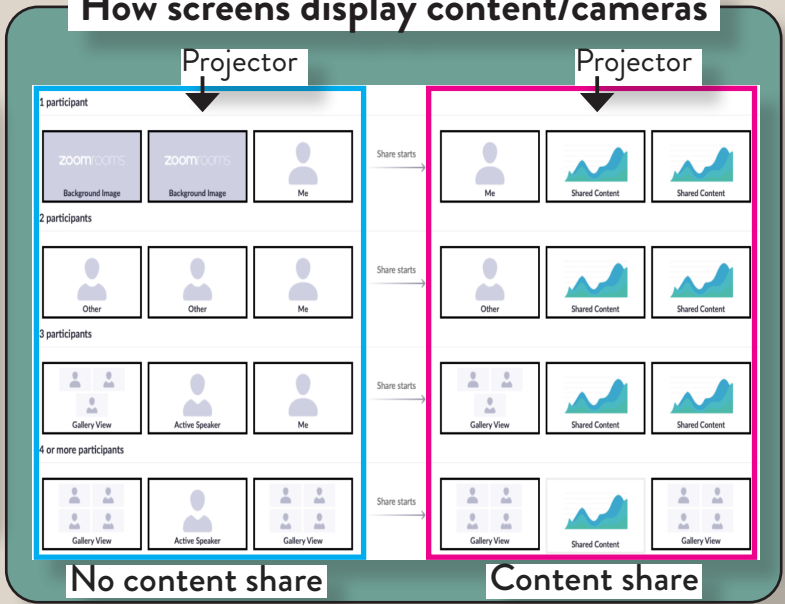 How screens display content/cameras
Projector Projector
1 participant
zoomrooms zoomrooms
Share starts
Background Image Background Image Me Me Shared Content Shared Content
2 participants
Share starts
Other Other Me Other Shared Content Shared Content
3 participants
Share starts
Gallery View Active Speaker Me Gallery View Shared Content Shared Content
4 or more participants
Share starts
Gallery View Active Speaker Gallery View Gallery View Shared Content Gallery View
No content share Content share